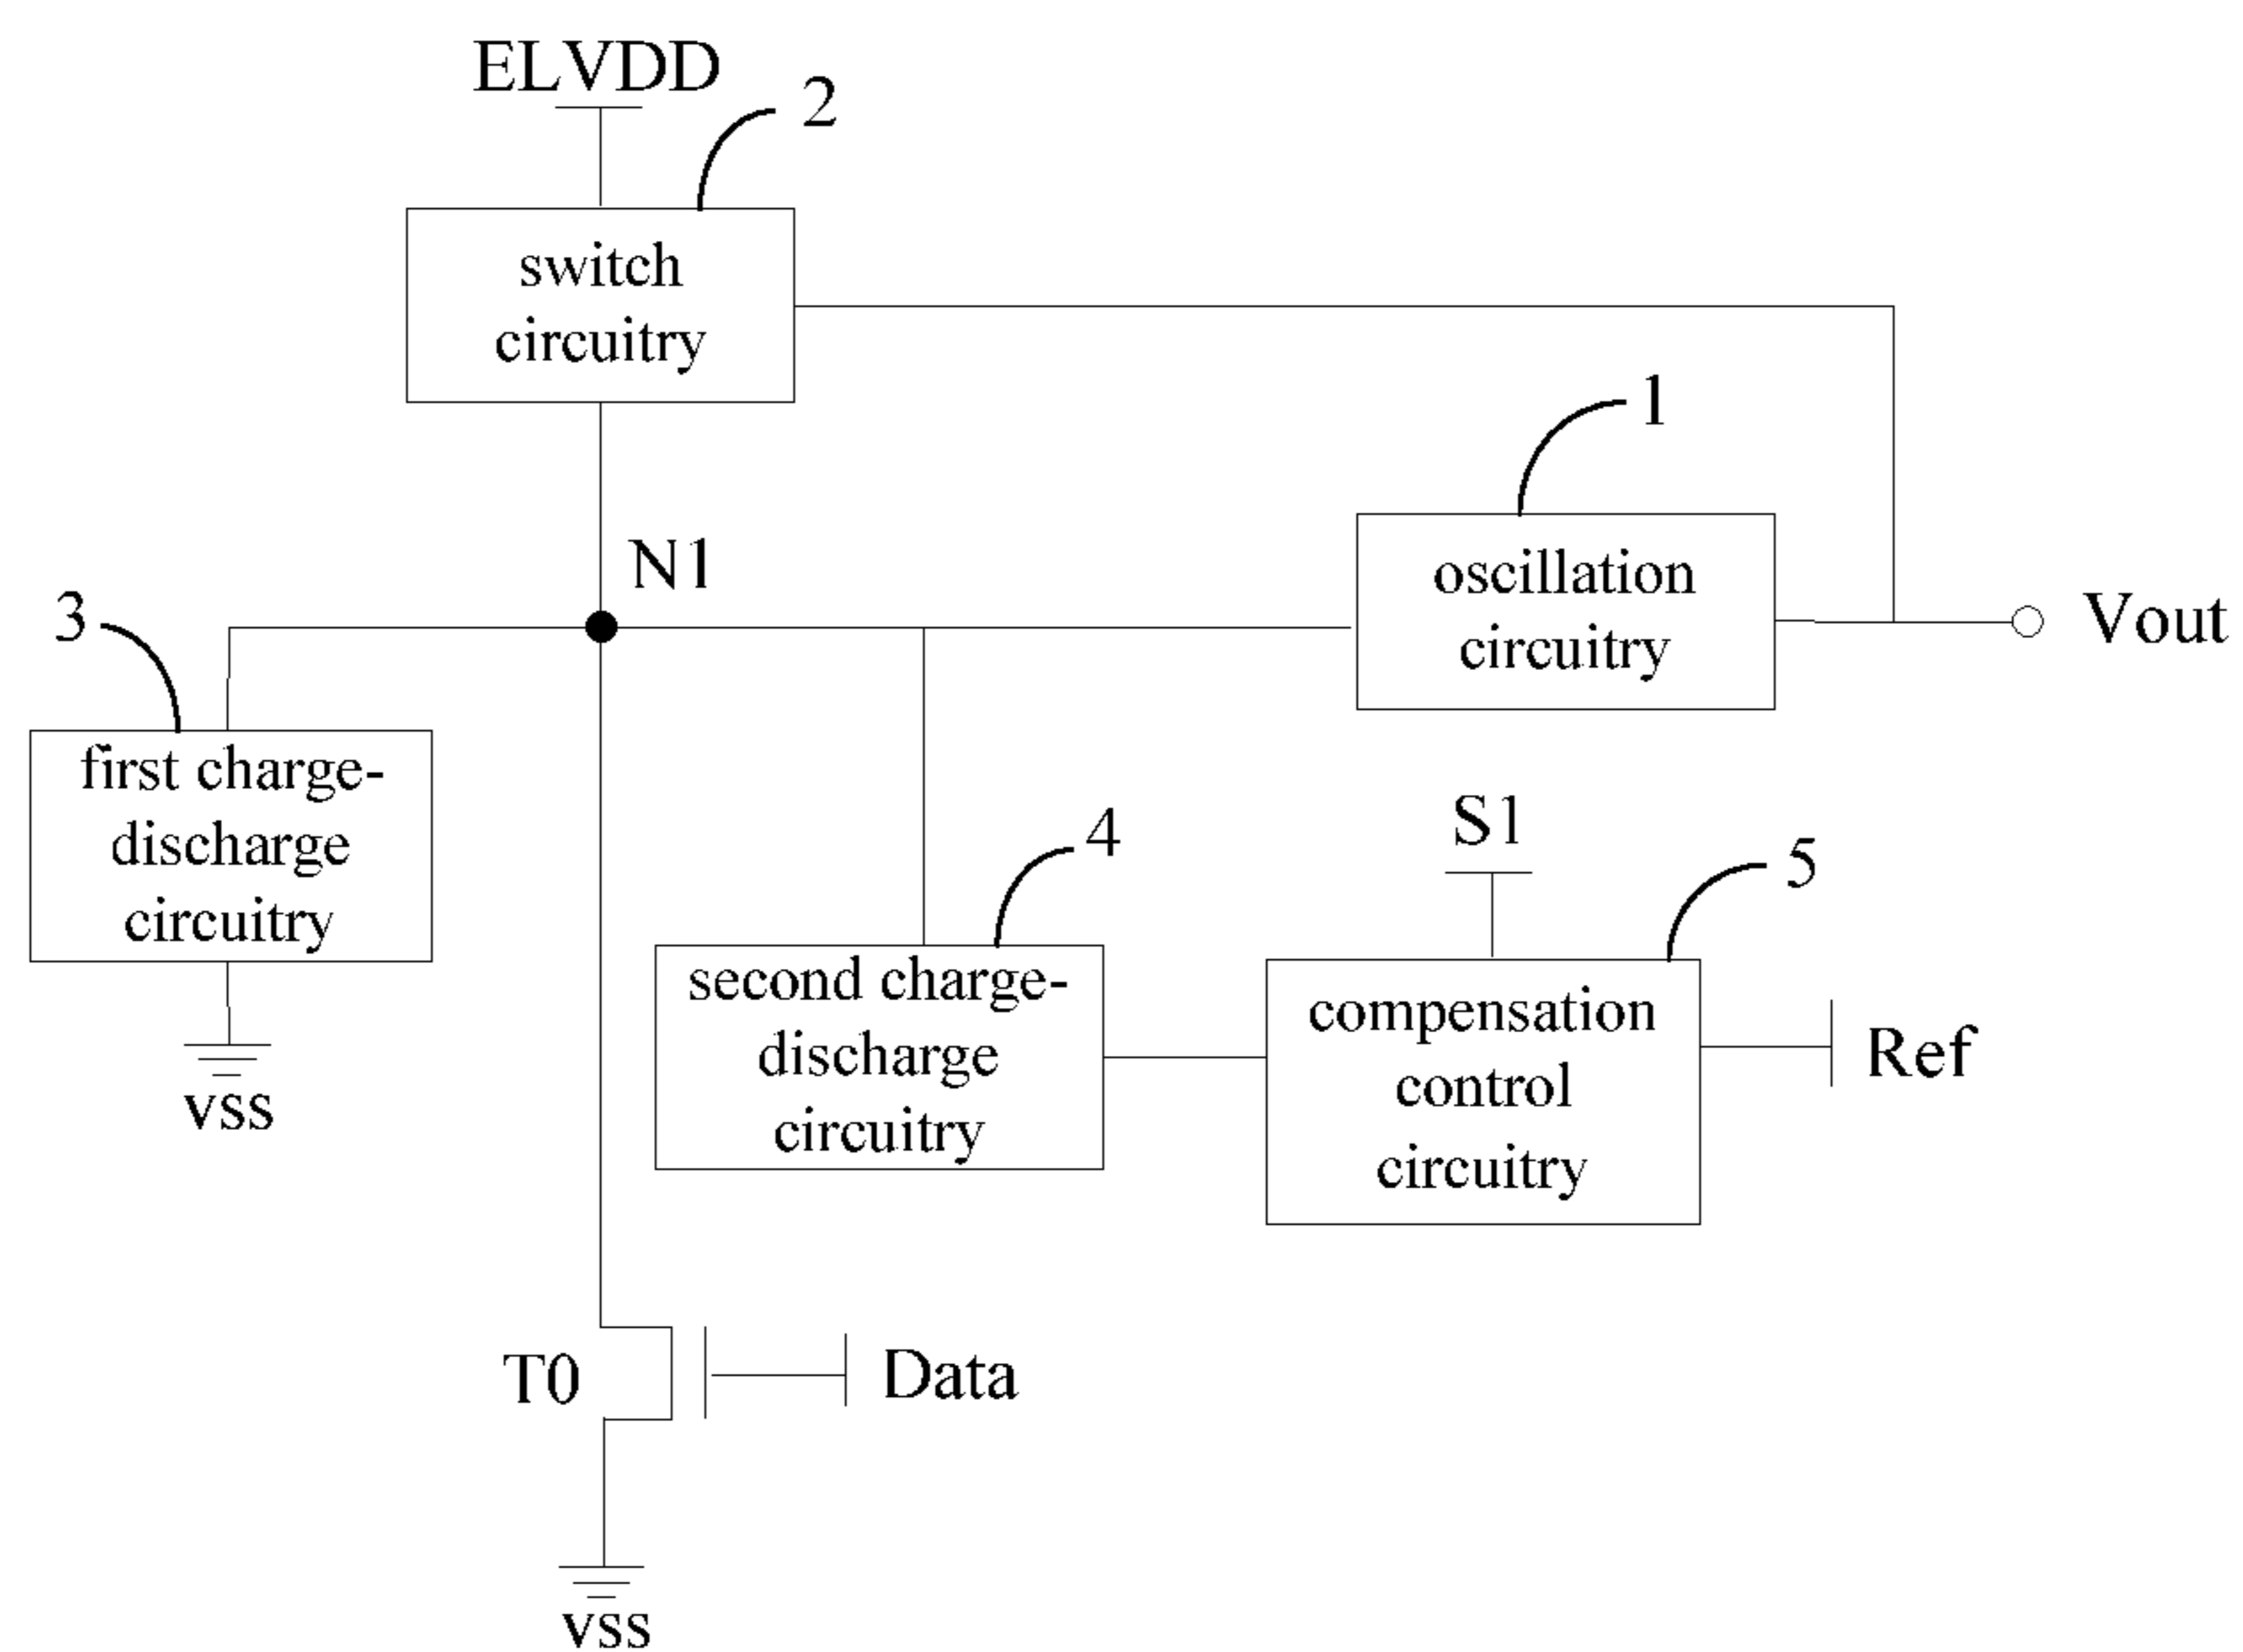 ELVDD
2
switch
circuitry
1
N1
oscillation
circuitry
Vout
3
first charge-
discharge
circuitry
vss
4
second charge-
discharge
circuitry
S1
5
compensation
control
circuitry
Ref
T0
Data
vss